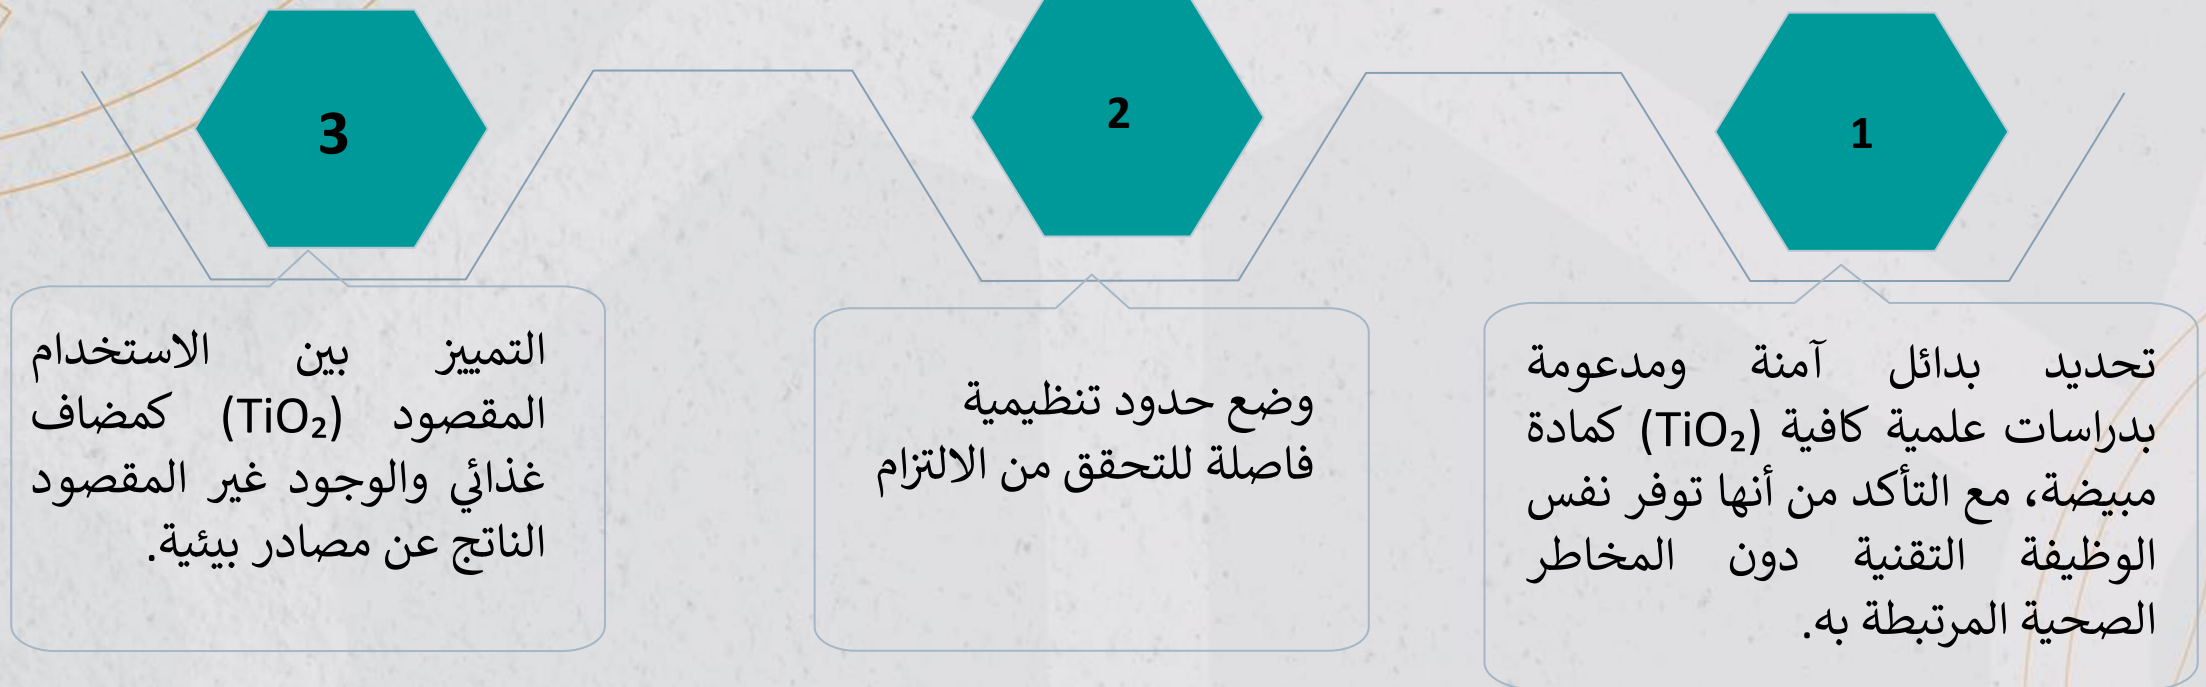 1
تحديد بدائل آمنة ومدعومة
بدراسات علمية كافية (TiO₂) كمادة
مبيضة، مع التأكد من أنها توفر نفس
الوظيفة التقنية دون المخاطر
الصحية المرتبطة به.
2
وضع حدود تنظيمية
فاصلة للتحقق من الالتزام
3
التمييز بين الاستخدام
المقصود (TiO₂) كمضاف
غذائي والوجود غير المقصود
الناتج عن مصادر بيئية.